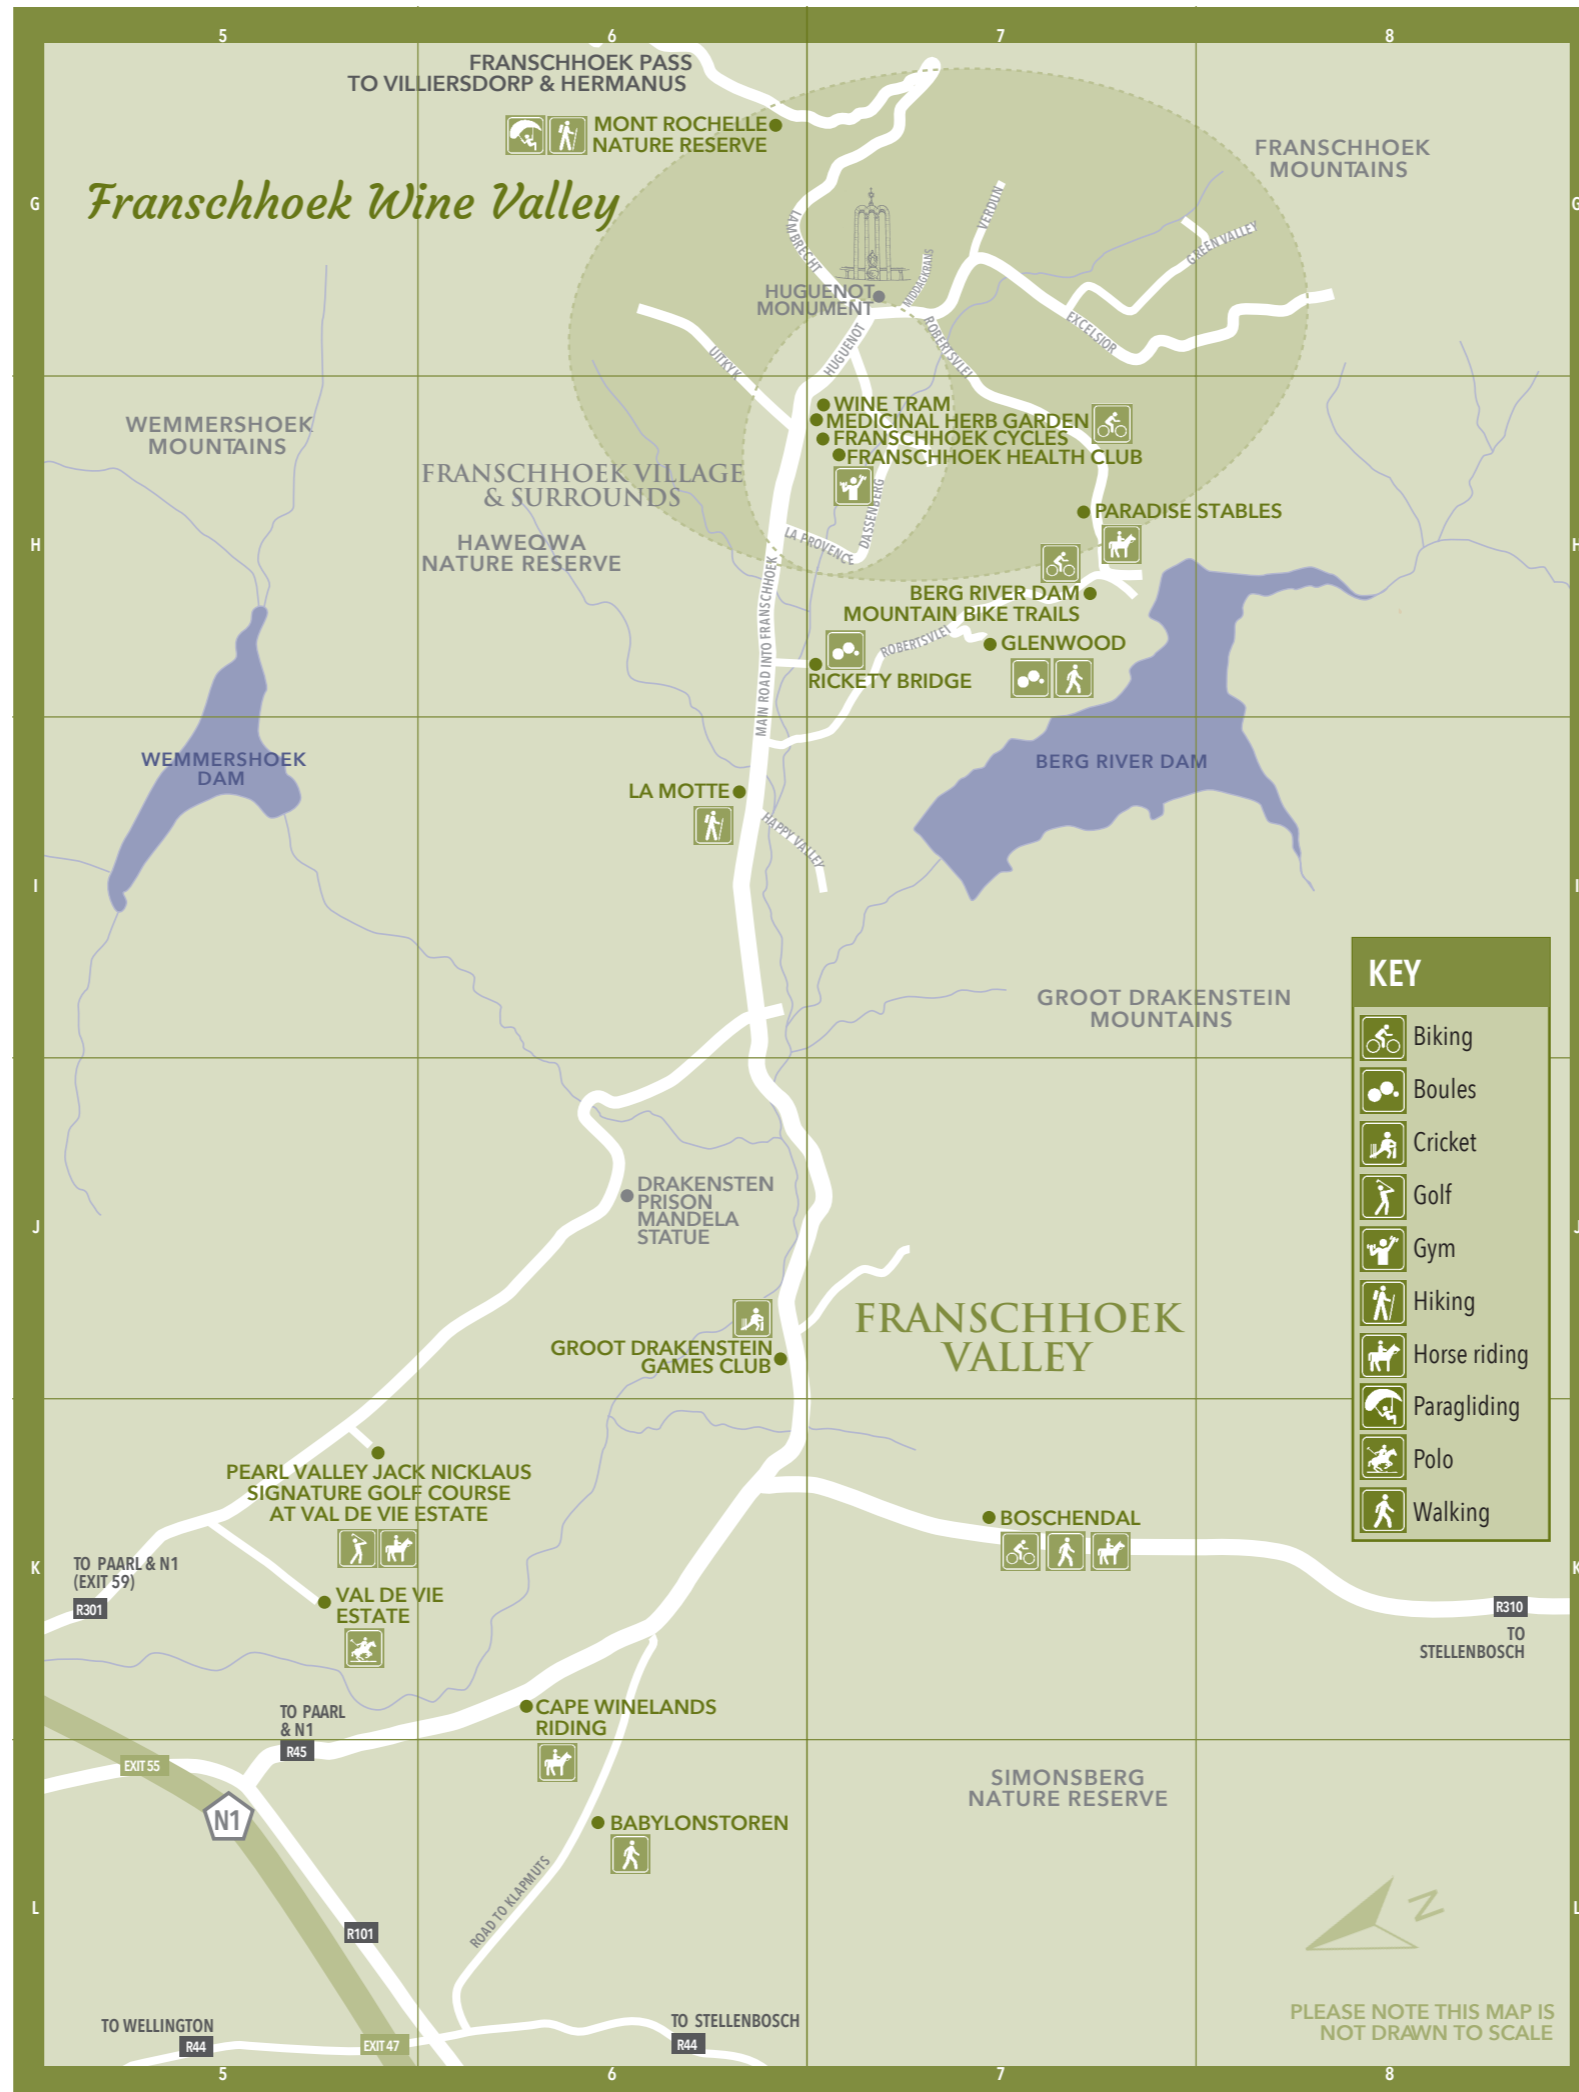 5 6 7 8
FRANSCHHOEK PASS
TO VILLIERSDORP & HERMANUS
MONT ROCHELLE
NATURE RESERVE
FRANSCHHOEK
MOUNTAINS
Franschhoek Wine Valley
G
G
LAMBRECHT
VERDUN
GREEN VALLEY
MIDDAGKRANS
HUGUENOT
MONUMENT
EXCELSIOR
ROBERTSVLEI
HUGUENOT
UITKYK
WINE TRAM
MEDICINAL HERB GARDEN
FRANSCHHOEK CYCLES
FRANSCHHOEK HEALTH CLUB
WEMMERSHOEK
MOUNTAINS
FRANSCHHOEK VILLAGE
& SURROUNDS
DASSENBERG
PARADISE STABLES
H
H
HAWEQWA
NATURE RESERVE
LA PROVENCE
MAIN ROAD INTO FRANSCHHOEK
BERG RIVER DAM
MOUNTAIN BIKE TRAILS
ROBERTSVLEI
GLENWOOD
RICKETY BRIDGE
WEMMERSHOEK
DAM
BERG RIVER DAM
LA MOTTE
HAPPY VALLEY
I
I
GROOT DRAKENSTEIN
MOUNTAINS
KEY
Biking
Boules
Cricket
Golf
Gym
Hiking
Horse riding
Paragliding
Polo
Walking
DRAKENSTEN
PRISON
MANDELA
STATUE
J
J
FRANSCHHOEK
VALLEY
GROOT DRAKENSTEIN
GAMES CLUB
PEARL VALLEY JACK NICKLAUS
SIGNATURE GOLF COURSE
AT VAL DE VIE ESTATE
BOSCHENDAL
K
K
TO PAARL & N1
(EXIT 59)
R301
VAL DE VIE
ESTATE
R310
TO
STELLENBOSCH
CAPE WINELANDS
RIDING
TO PAARL
& N1
R45
EXIT 55
N1
SIMONSBERG
NATURE RESERVE
BABYLONSTOREN
ROAD TO KLAPMUTS
L
L
R101
N
TO WELLINGTON
R44
EXIT 47
TO STELLENBOSCH
R44
PLEASE NOTE THIS MAP IS
NOT DRAWN TO SCALE
5 6 7 8